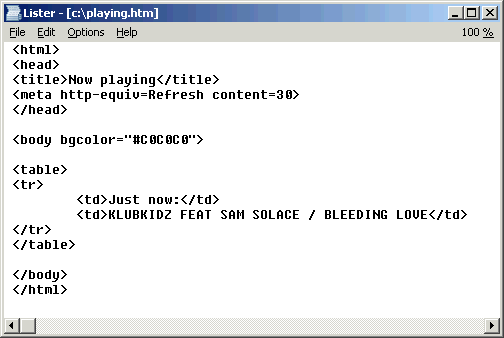 Lister - [c:\playing.htm]
File Edit Options Help 100 %
<html>
<head>
<title>Now playing</title>
<meta http-equiv=Refresh content=30>
</head>
<body bgcolor="#C0C0C0">
<table>
<tr>
<td>Just now:</td>
<td>KLUBKIDZ FEAT SAM SOLACE / BLEEDING LOVE</td>
</tr>
</table>
</body>
</html>